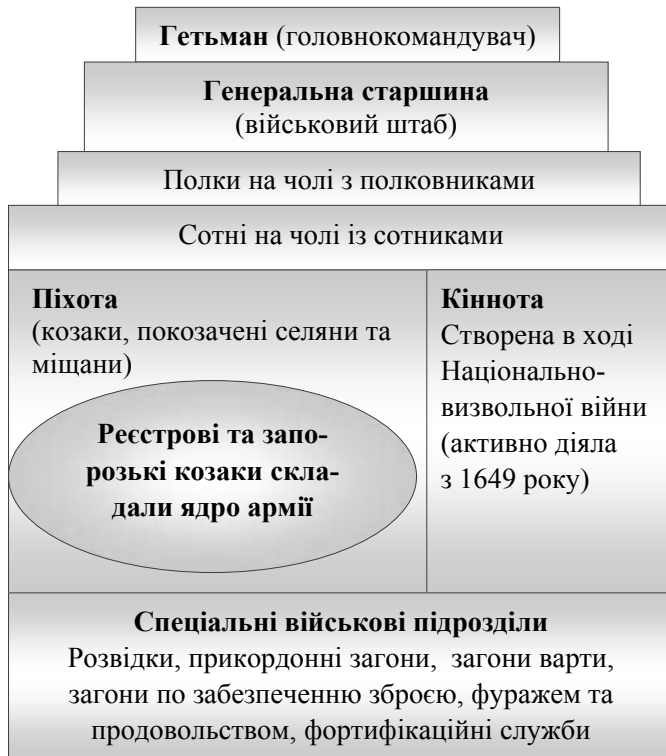 Гетьман (головнокомандувач)
Генеральна старшина
(військовий штаб)
Полки на чолі з полковниками
Сотні на чолі із сотниками
Піхота
(козаки, покозачені селяни та
міщани)
Реєстрові та запо-
розькі козаки скла-
дали ядро армії
Кіннота
Створена в ході
Національно-
визвольної війни
(активно діяла
з 1649 року)
Спеціальні військові підрозділи
Розвідки, прикордонні загони, загони варти,
загони по забезпеченню зброєю, фуражем та
продовольством, фортифікаційні служби